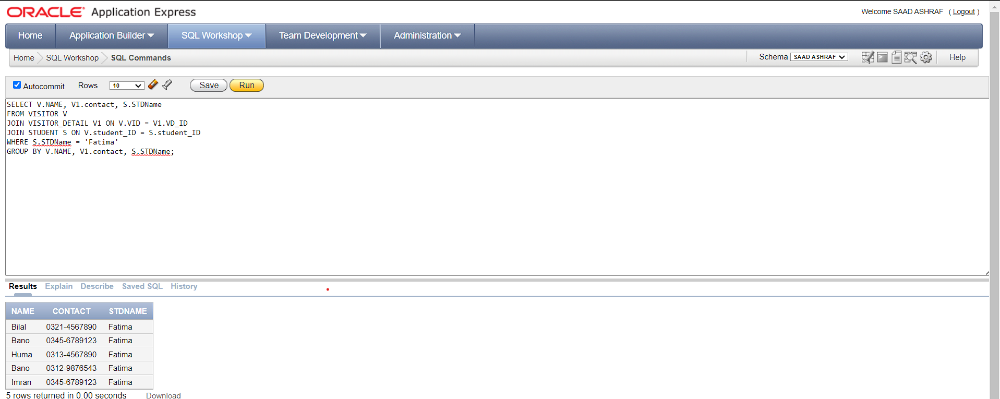 ORACLE Application Express
Welcome SAAD ASHRAF ( Logout )
Home Application Builder SQL Workshop Team Development Administration
Home SQL Workshop SQL Commands
Schema SAAD ASHRAF Help
Autocommit Rows 10 Save Run
SELECT V.NAME, V1.contact, S.STDName
FROM VISITOR V
JOIN VISITOR_DETAIL V1 ON V.VID = V1.VD_ID
JOIN STUDENT S ON V.student_ID = S.student_ID
WHERE S.STDName = 'Fatima'
GROUP BY V.NAME, V1.contact, S.STDName;
Results Explain Describe Saved SQL History
NAME CONTACT STDNAME
Bilal 0321-4567890 Fatima
Bano 0345-6789123 Fatima
Huma 0313-4567890 Fatima
Bano 0312-9876543 Fatima
Imran 0345-6789123 Fatima
5 rows returned in 0.00 seconds Download